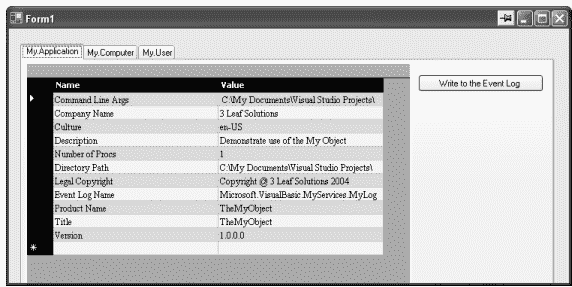 Form1
My.Application My.Computer My.User
Name Value
Command Line Args C:\My Documents\Visual Studio Projects\
Company Name 3 Leaf Solutions
Culture en-US
Description Demonstrate use of the My Object
Number of Procs 1
Directory Path C:\My Documents\Visual Studio Projects\
Legal Copyright Copyright @ 3 Leaf Solutions 2004
Event Log Name Microsoft.VisualBasic.MyServices.MyLog
Product Name TheMyObject
Title TheMyObject
Version 1.0.0.0
Write to the Event Log